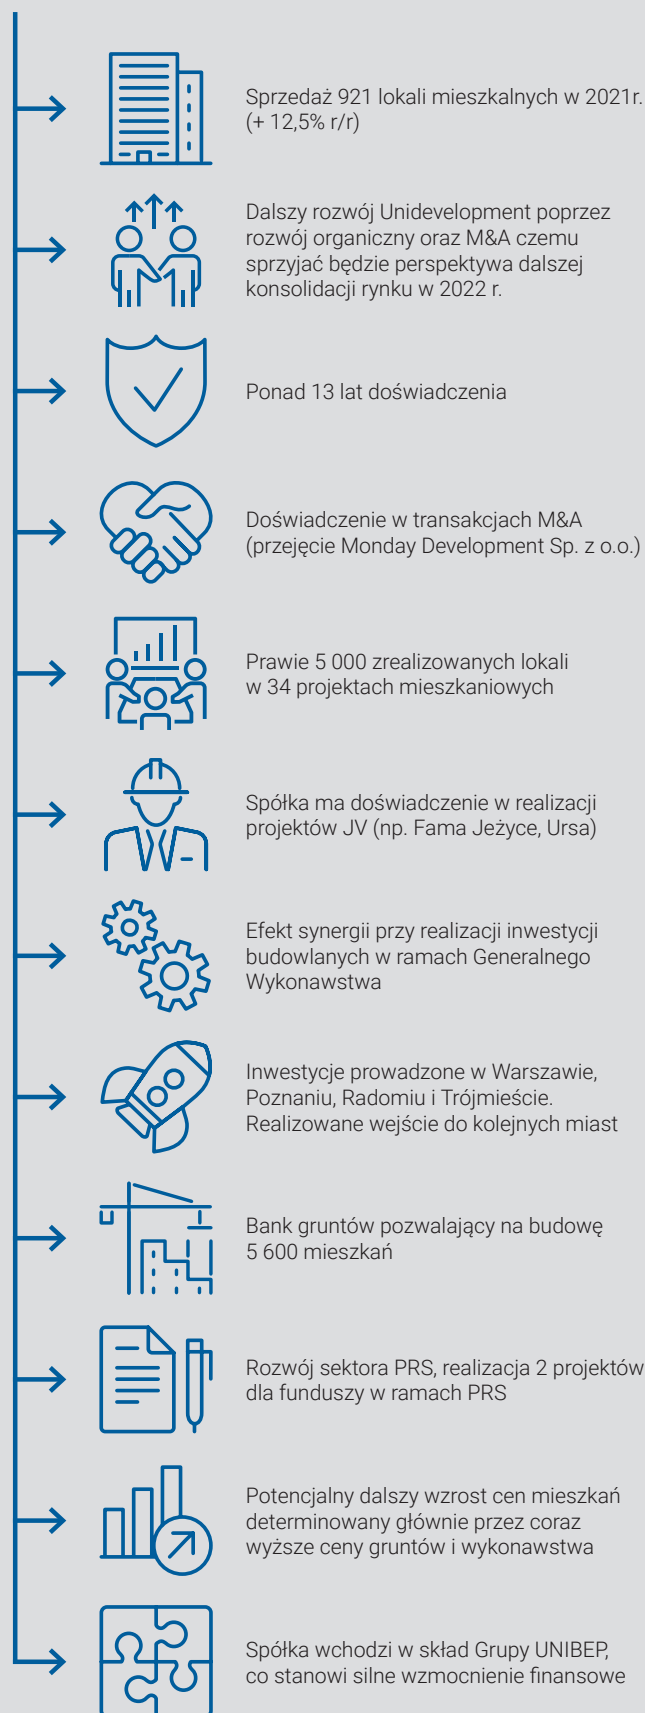 Sprzedaż 921 lokali mieszkalnych w 2021r.
(+ 12,5% r/r)
Dalszy rozwój Unidevelopment poprzez
rozwój organiczny oraz M&A czemu
sprzyjać będzie perspektywa dalszej
konsolidacji rynku w 2022 r.
Ponad 13 lat doświadczenia
Doświadczenie w transakcjach M&A
(przejęcie Monday Development Sp. z o.o.)
Prawie 5 000 zrealizowanych lokali
w 34 projektach mieszkaniowych
Spółka ma doświadczenie w realizacji
projektów JV (np. Fama Jeżyce, Ursa)
Efekt synergii przy realizacji inwestycji
budowlanych w ramach Generalnego
Wykonawstwa
Inwestycje prowadzone w Warszawie,
Poznaniu, Radomiu i Trójmieście.
Realizowane wejście do kolejnych miast
Bank gruntów pozwalający na budowę
5 600 mieszkań
Rozwój sektora PRS, realizacja 2 projektów
dla funduszy w ramach PRS
Potencjalny dalszy wzrost cen mieszkań
determinowany głównie przez coraz
wyższe ceny gruntów i wykonawstwa
Spółka wchodzi w skład Grupy UNIBEP,
co stanowi silne wzmocnienie finansowe